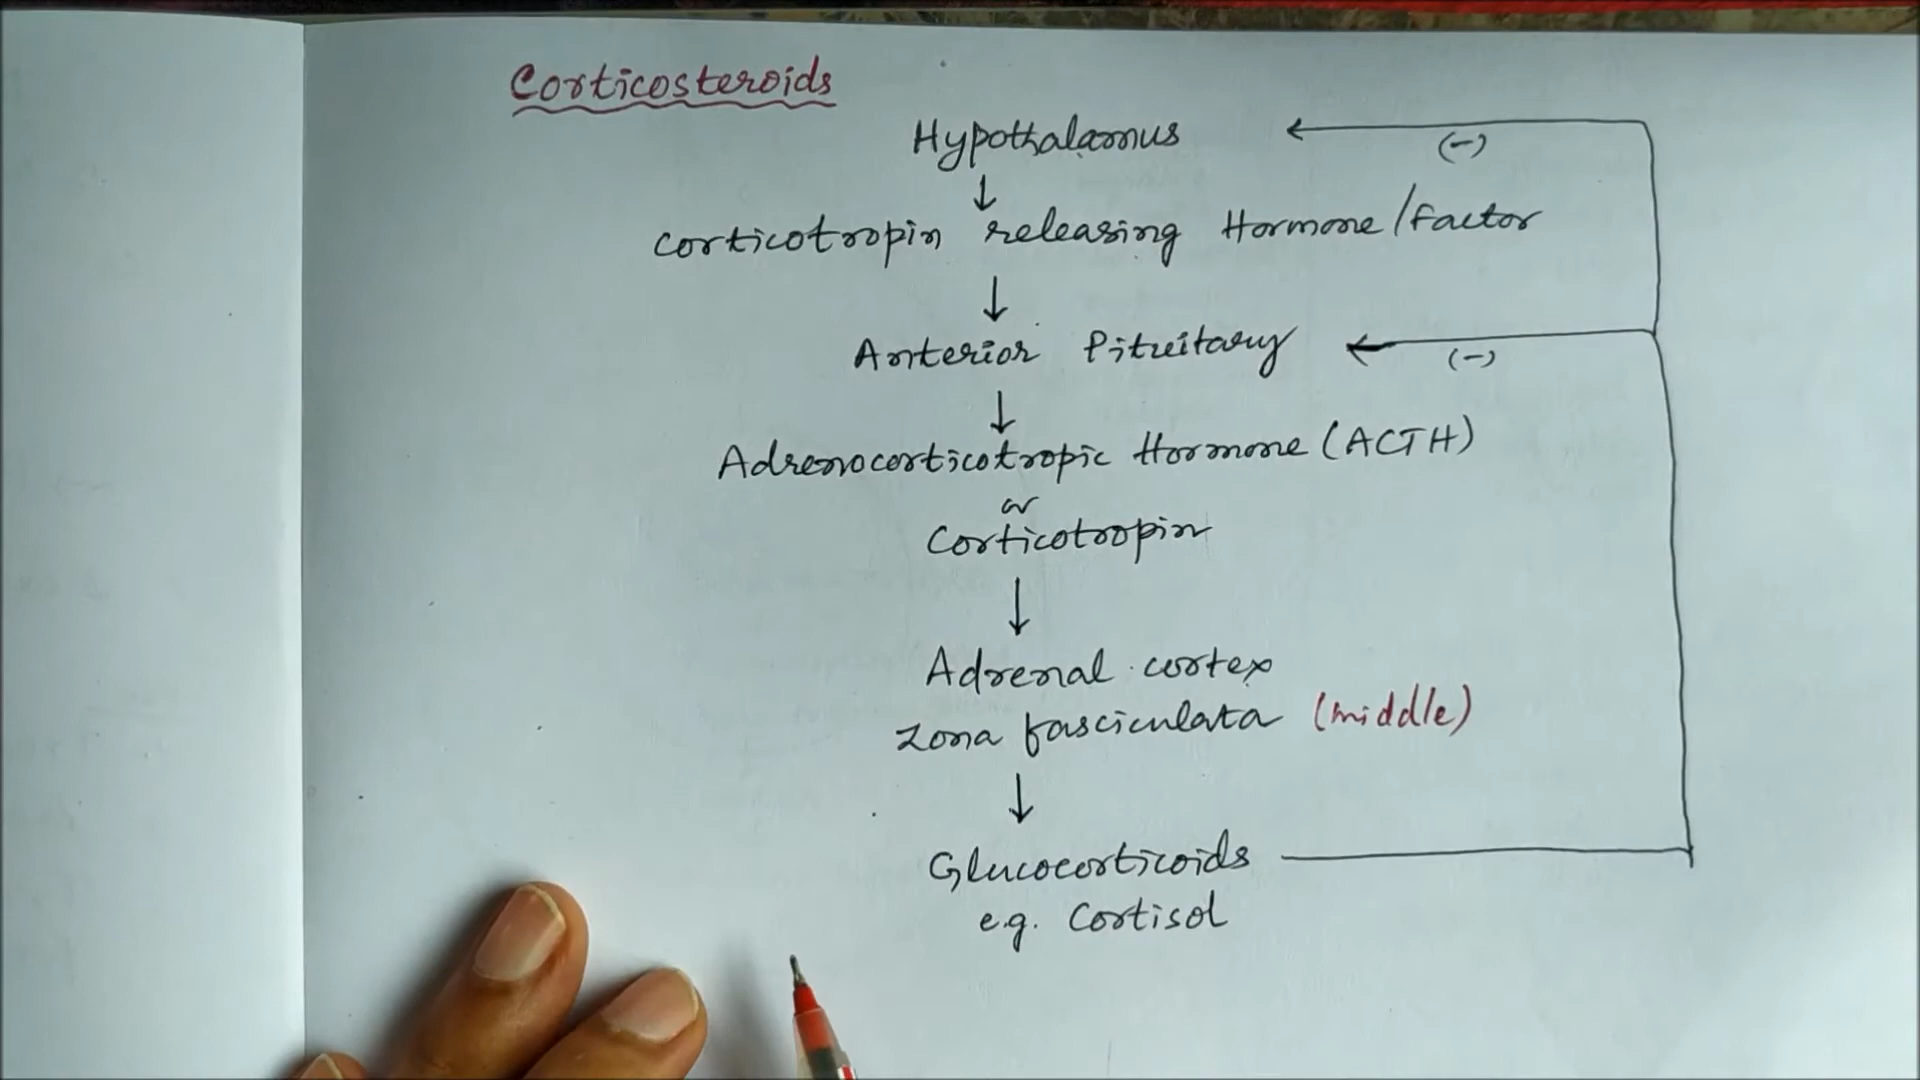 Corticosteroids
Hypothalamus
(-)
↓
corticotropin releasing Hormone/Factor
↓
Anterior Pituitary
(-)
↓
Adrenocorticotropic Hormone (ACTH)
or
Corticotropin
↓
Adrenal cortex
Zona fasciculata (middle)
↓
Glucocorticoids
e.g. Cortisol